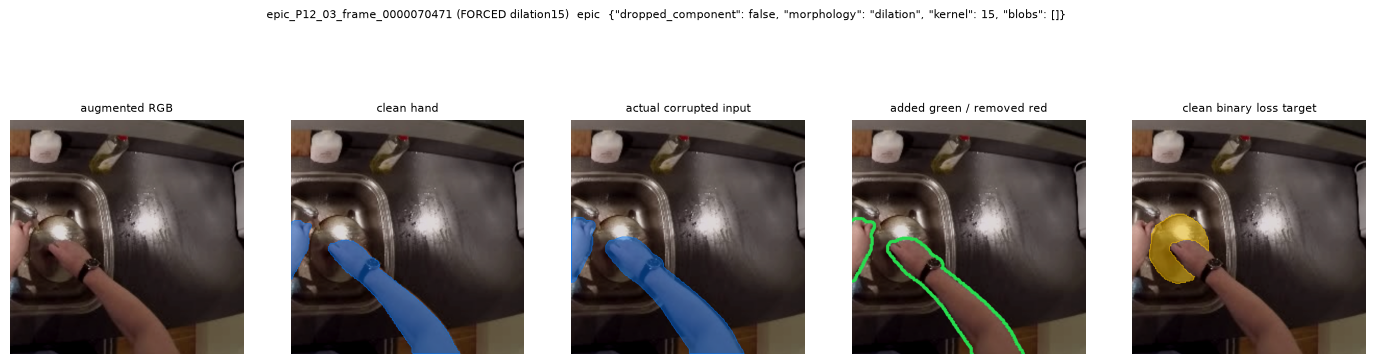 epic_P12_03_frame_0000070471 (FORCED dilation15)  epic  {"dropped_component": false, "morphology": "dilation", "kernel": 15, "blobs": []}
augmented RGB
clean hand
actual corrupted input
added green / removed red
clean binary loss target